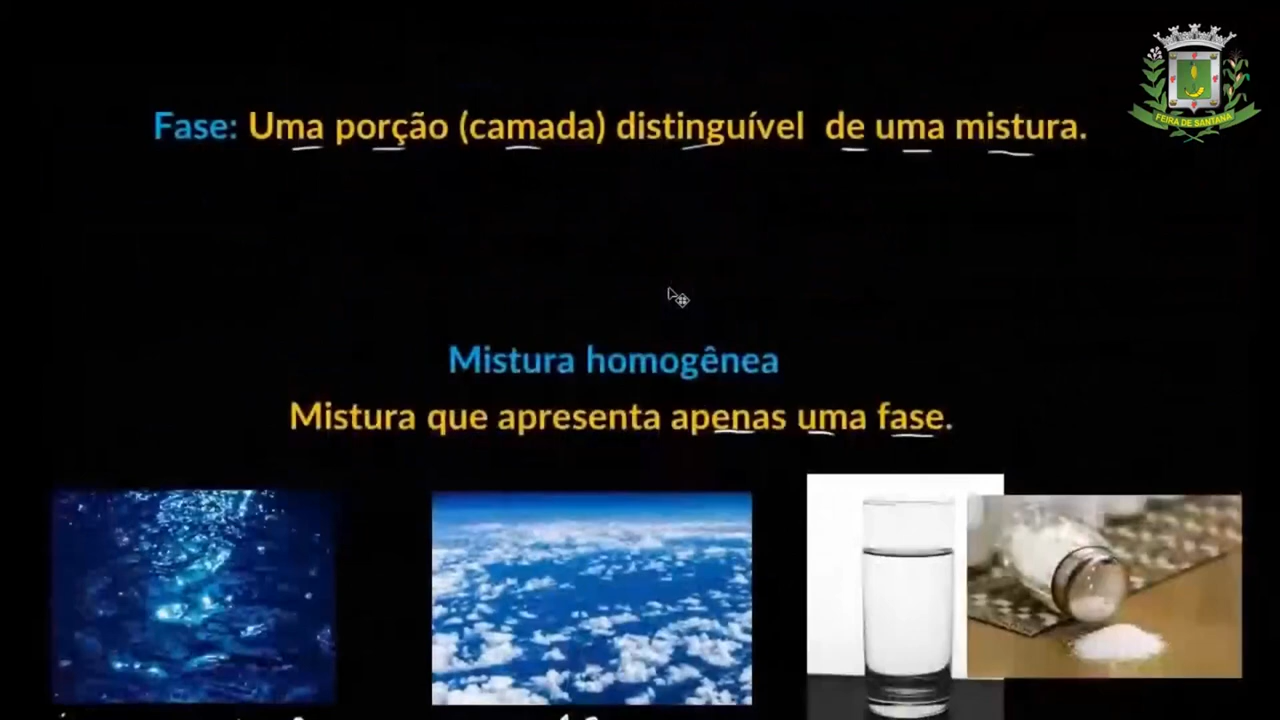 FEIRA DE SANTANA
Fase: Uma porção (camada) distinguível de uma mistura.
Mistura homogênea
Mistura que apresenta apenas uma fase.